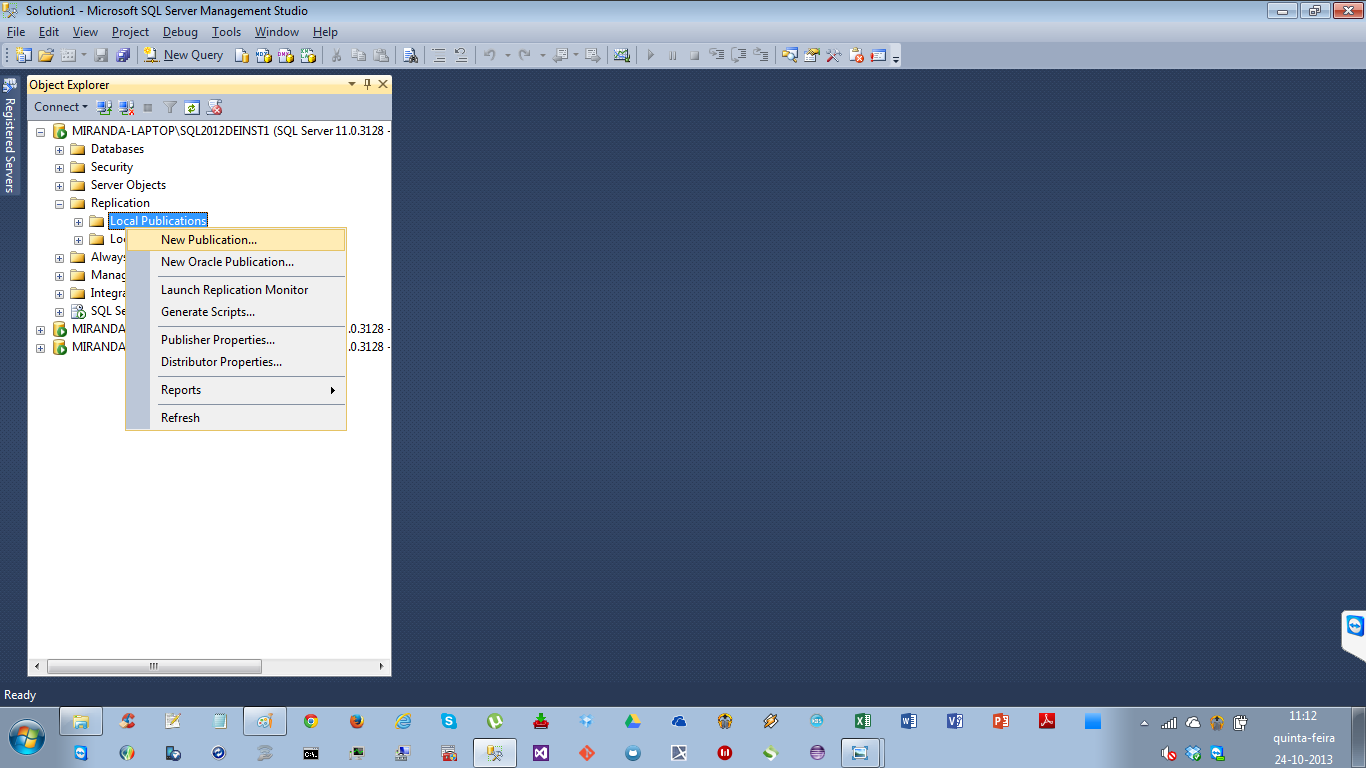 Solution1 - Microsoft SQL Server Management Studio
File Edit View Project Debug Tools Window Help
New Query
Registered Servers
Object Explorer
Connect
MIRANDA-LAPTOP\SQL2012DEINST1 (SQL Server 11.0.3128 -
Databases
Security
Server Objects
Replication
Local Publications
Loc
New Publication...
Always
New Oracle Publication...
Manag
Integra
Launch Replication Monitor
SQL Se
Generate Scripts...
MIRANDA .0.3128 -
Publisher Properties...
MIRANDA .0.3128 -
Distributor Properties...
Reports
Refresh
Ready
11:12
quinta-feira
24-10-2013